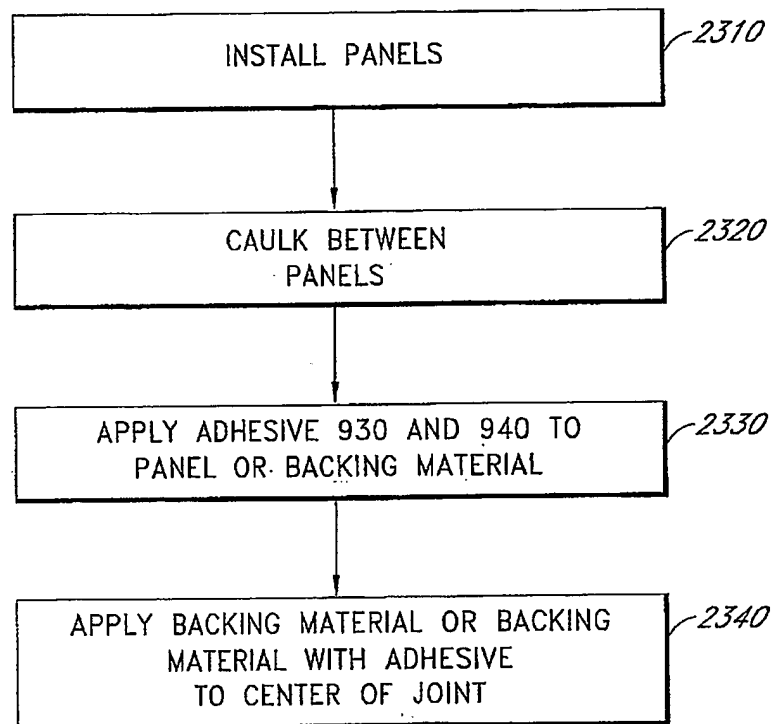 INSTALL PANELS
2310
CAULK BETWEEN
PANELS
2320
APPLY ADHESIVE 930 AND 940 TO
PANEL OR BACKING MATERIAL
2330
APPLY BACKING MATERIAL OR BACKING
MATERIAL WITH ADHESIVE
TO CENTER OF JOINT
2340